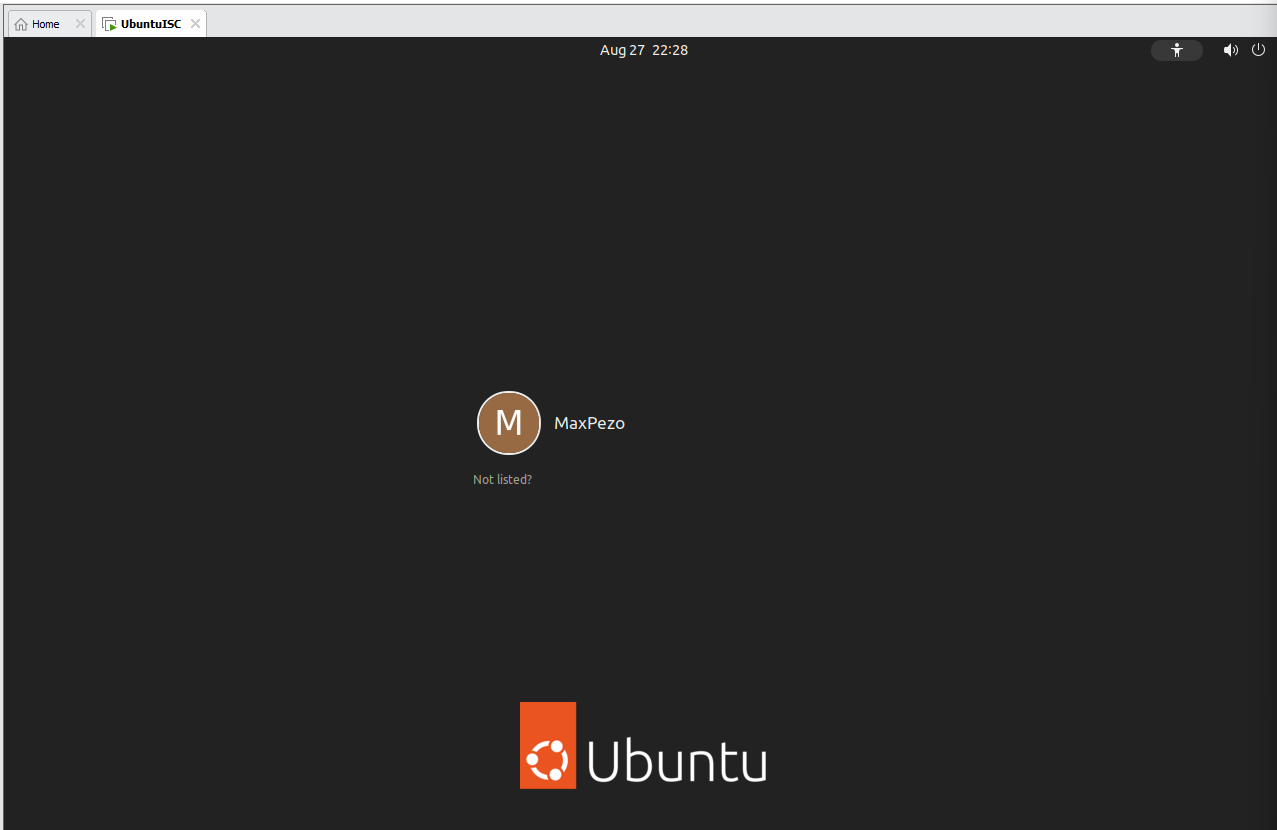 Home
UbuntuISC
Aug 27 22:28
M
MaxPezo
Not listed?
Ubuntu